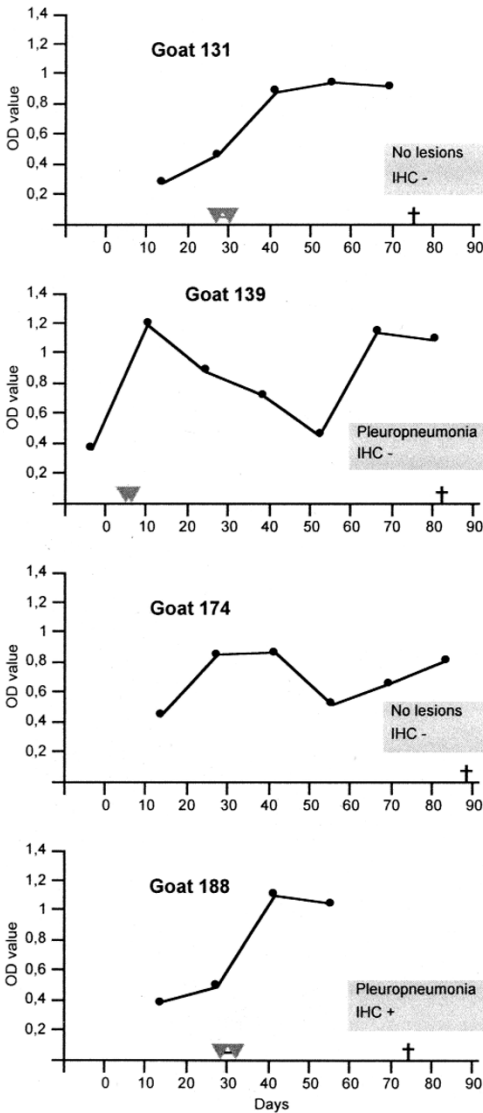 1,4
Goat 131
1,2
1
0,8
0,6
0,4
0,2
OD value
No lesions
IHC -
†
0 10 20 30 40 50 60 70 80 90
1,4
Goat 139
1,2
1
0,8
0,6
0,4
0,2
OD value
Pleuropneumonia
IHC -
†
0 10 20 30 40 50 60 70 80 90
1,4
Goat 174
1,2
1
0,8
0,6
0,4
0,2
OD value
No lesions
IHC -
†
0 10 20 30 40 50 60 70 80 90
1,4
Goat 188
1,2
1
0,8
0,6
0,4
0,2
OD value
Pleuropneumonia
IHC +
†
0 10 20 30 40 50 60 70 80 90
Days